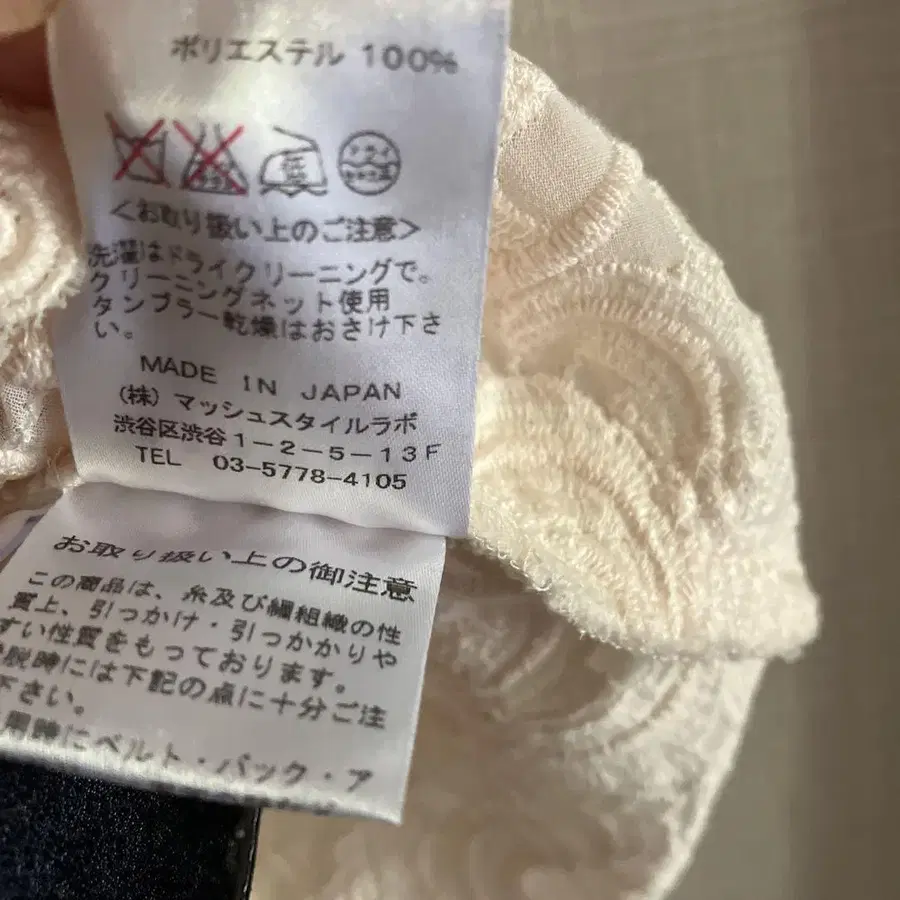 ポリエステル 100%
<お取り扱い上のご注意>
洗濯はドライクリーニングで。
クリーニングネット使用
タンブラー乾燥はおさけ下さ
い。
MADE IN JAPAN
(株) マッシュスタイルラボ
渋谷区渋谷1-2-5-13F
TEL 03-5778-4105
お取り扱い上の御注意
この商品は、糸及び繊組織の性
質上、引っかけ・引っかかりや
すい性質をもっております。
脱時には下記の点に十分ご注
下さい。
用時にベルト・バック・ア